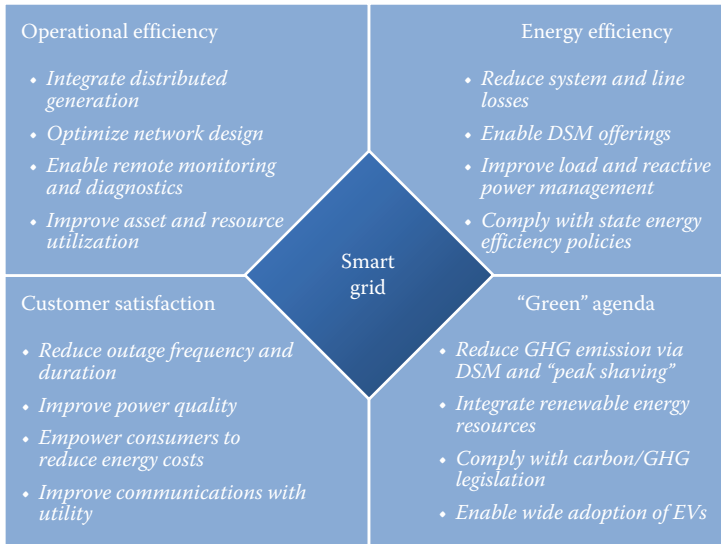 Operational efficiency
• Integrate distributed
generation
• Optimize network design
• Enable remote monitoring
and diagnostics
• Improve asset and resource
utilization
Energy efficiency
• Reduce system and line
losses
• Enable DSM offerings
• Improve load and reactive
power management
• Comply with state energy
efficiency policies
Smart
grid
Customer satisfaction
• Reduce outage frequency and
duration
• Improve power quality
• Empower consumers to
reduce energy costs
• Improve communications with
utility
“Green” agenda
• Reduce GHG emission via
DSM and “peak shaving”
• Integrate renewable energy
resources
• Comply with carbon/GHG
legislation
• Enable wide adoption of EVs